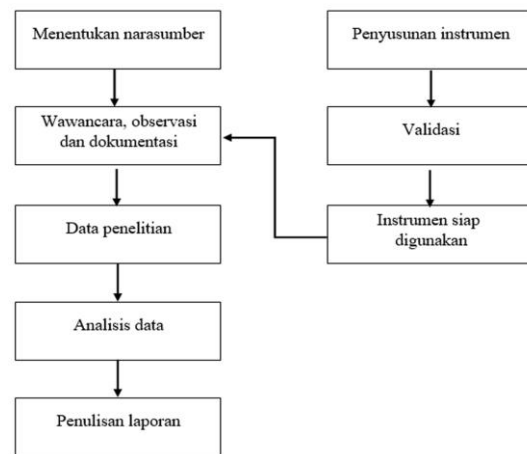 Menentukan narasumber
Wawancara, observasi
dan dokumentasi
Data penelitian
Analisis data
Penulisan laporan
Penyusunan instrumen
Validasi
Instrumen siap
digunakan